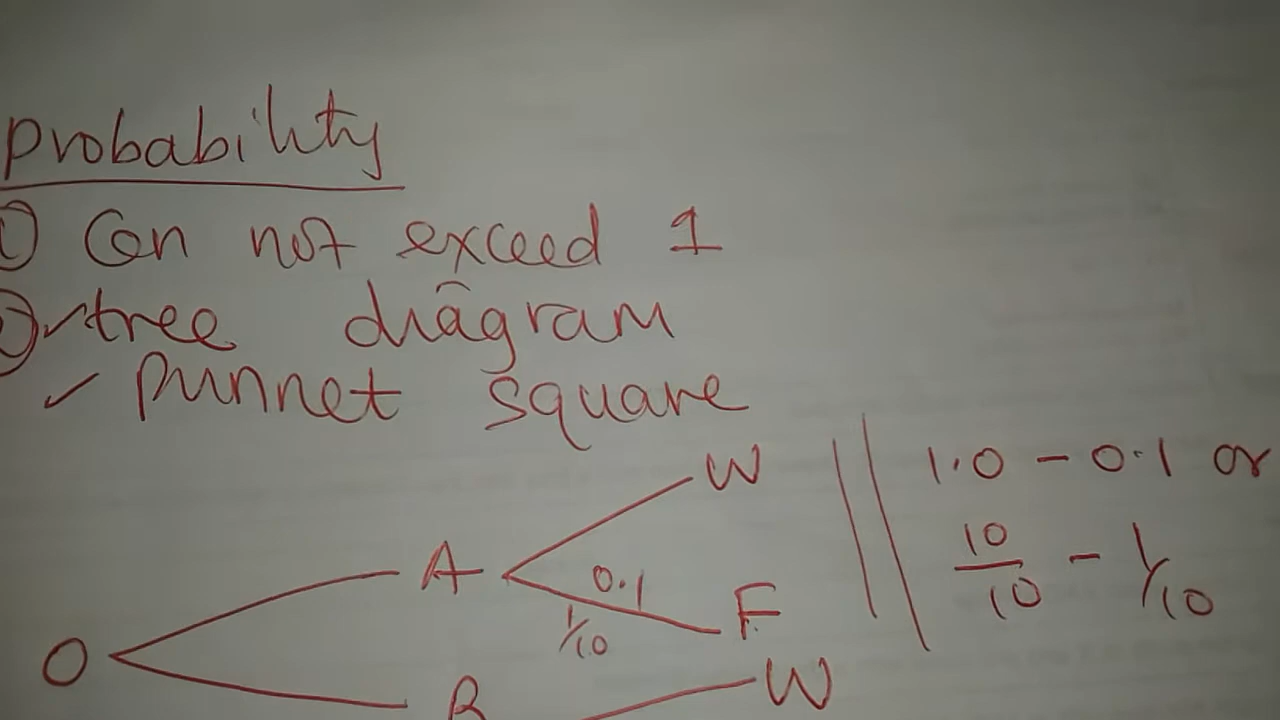 Probability
① Can not exceed 1
✓ tree diagram
✓ punnet square
W
1.0 - 0.1 or
10/10 - 1/10
A
0.1
1/10
F
O
B
W